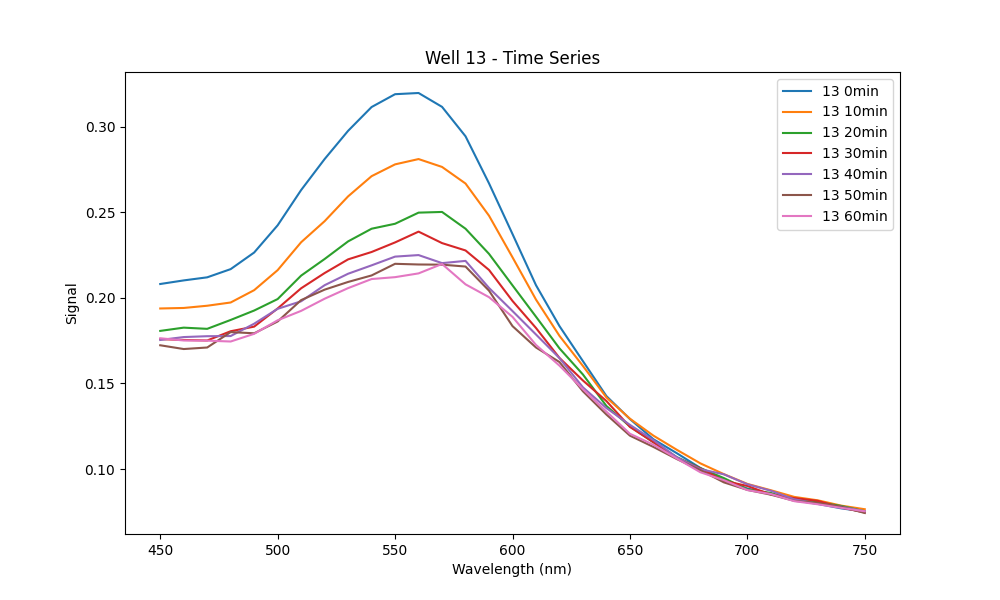 Well 13 - Time Series
13 0min
13 10min
13 20min
13 30min
13 40min
13 50min
13 60min
Signal
0.30
0.25
0.20
0.15
0.10
450 500 550 600 650 700 750
Wavelength (nm)